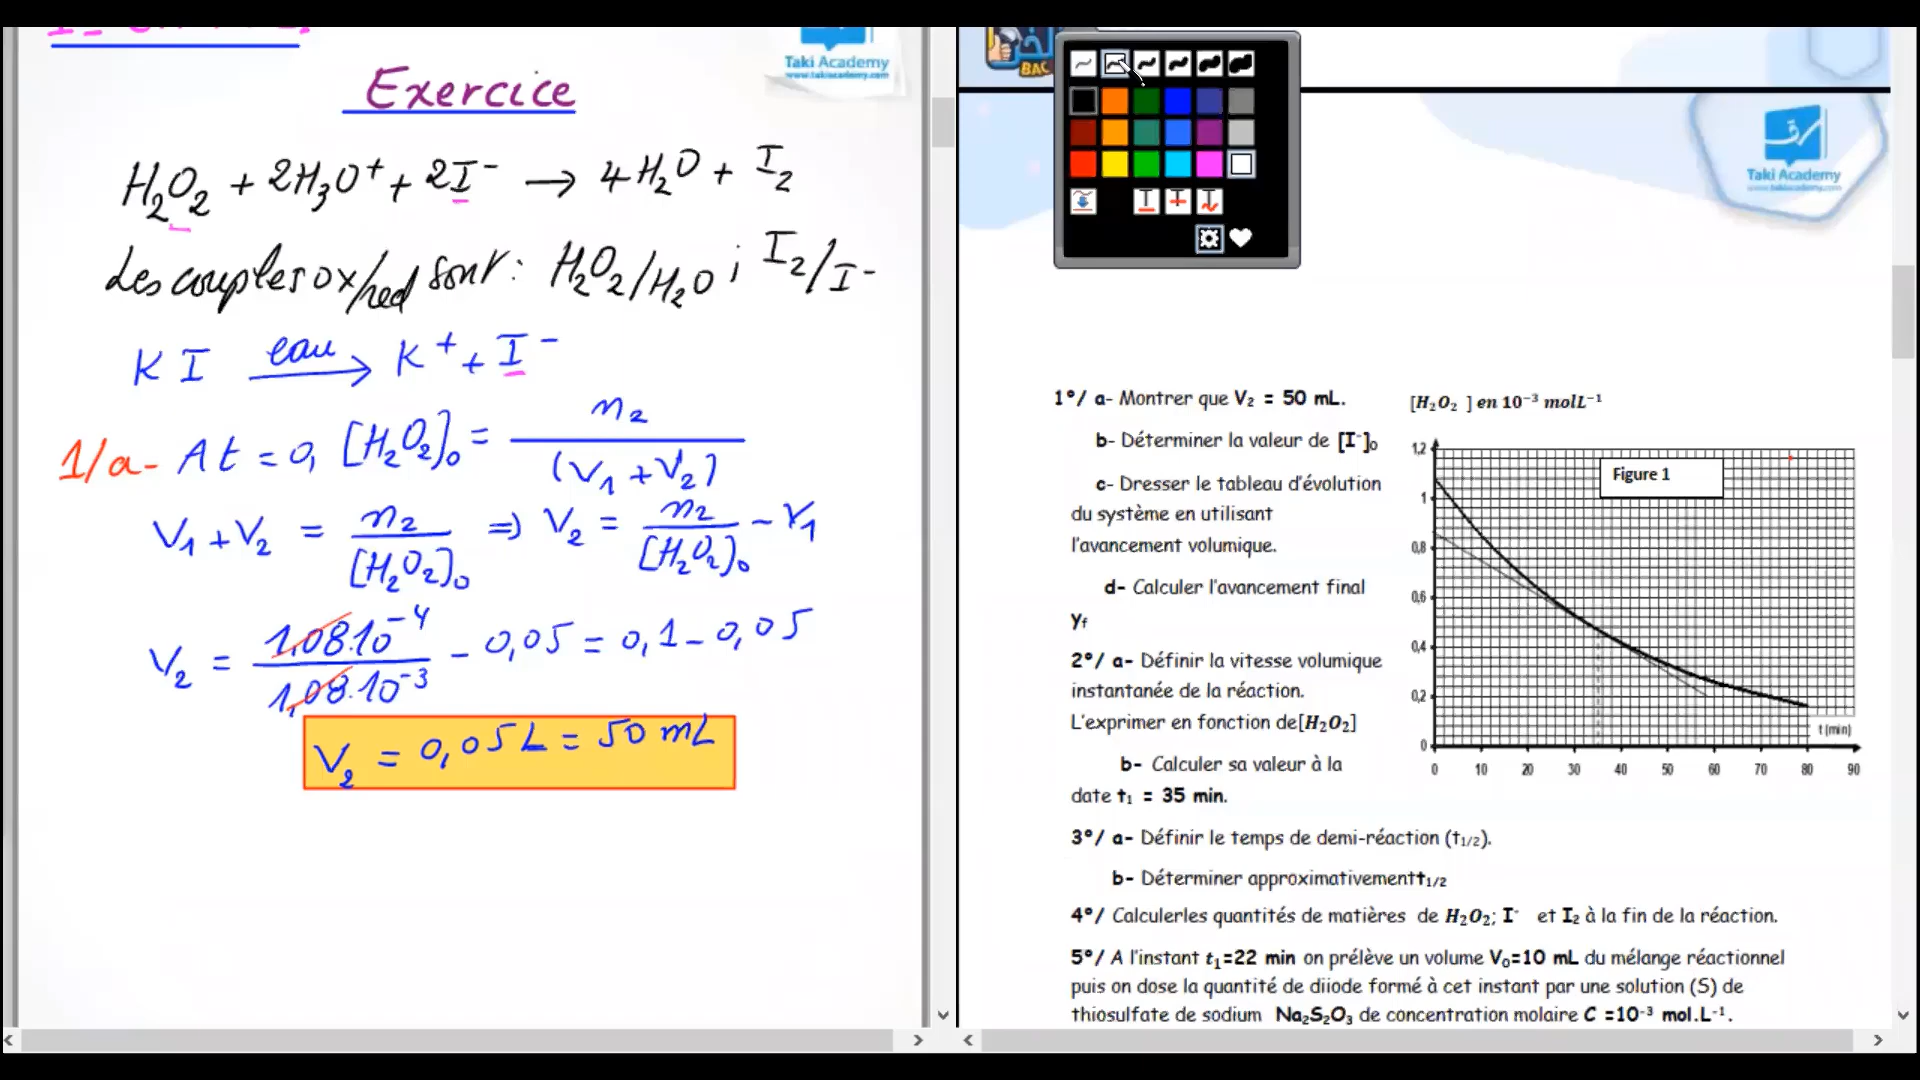 Taki Academy
www.takiacademy.com
Exercice
H₂O₂ + 2H₃O⁺ + 2I⁻ → 4H₂O + I₂
Les couples ox/red sont : H₂O₂/H₂O ; I₂/I⁻
KI eau→ K⁺ + I⁻
1/a- At = 0, [H₂O₂]₀ = n₂ / (V₁ + V₂)
V₁ + V₂ = n₂ / [H₂O₂]₀ => V₂ = n₂ / [H₂O₂]₀ - V₁
V₂ = 1,08.10⁻⁴ / 1,08.10⁻³ - 0,05 = 0,1 - 0,05
V₂ = 0,05L = 50 mL
BAC
Taki Academy
www.takiacademy.com
1°/ a- Montrer que V₂ = 50 mL.
b- Déterminer la valeur de [I⁻]₀
c- Dresser le tableau d'évolution
du système en utilisant
l'avancement volumique.
d- Calculer l'avancement final
yf
2°/ a- Définir la vitesse volumique
instantanée de la réaction.
L'exprimer en fonction de[H₂O₂]
b- Calculer sa valeur à la
date t₁ = 35 min.
[H₂O₂ ] en 10⁻³ molL⁻¹
Figure 1
1,2
1
0,8
0,6
0,4
0,2
0
t (min)
0 10 20 30 40 50 60 70 80 90
3°/ a- Définir le temps de demi-réaction (t1/2).
b- Déterminer approximativementt1/2
4°/ Calculerles quantités de matières de H₂O₂; I⁻ et I₂ à la fin de la réaction.
5°/ A l'instant t₁=22 min on prélève un volume V₀=10 mL du mélange réactionnel
puis on dose la quantité de diiode formé à cet instant par une solution (S) de
thiosulfate de sodium Na₂S₂O₃ de concentration molaire C =10⁻³ mol.L⁻¹.